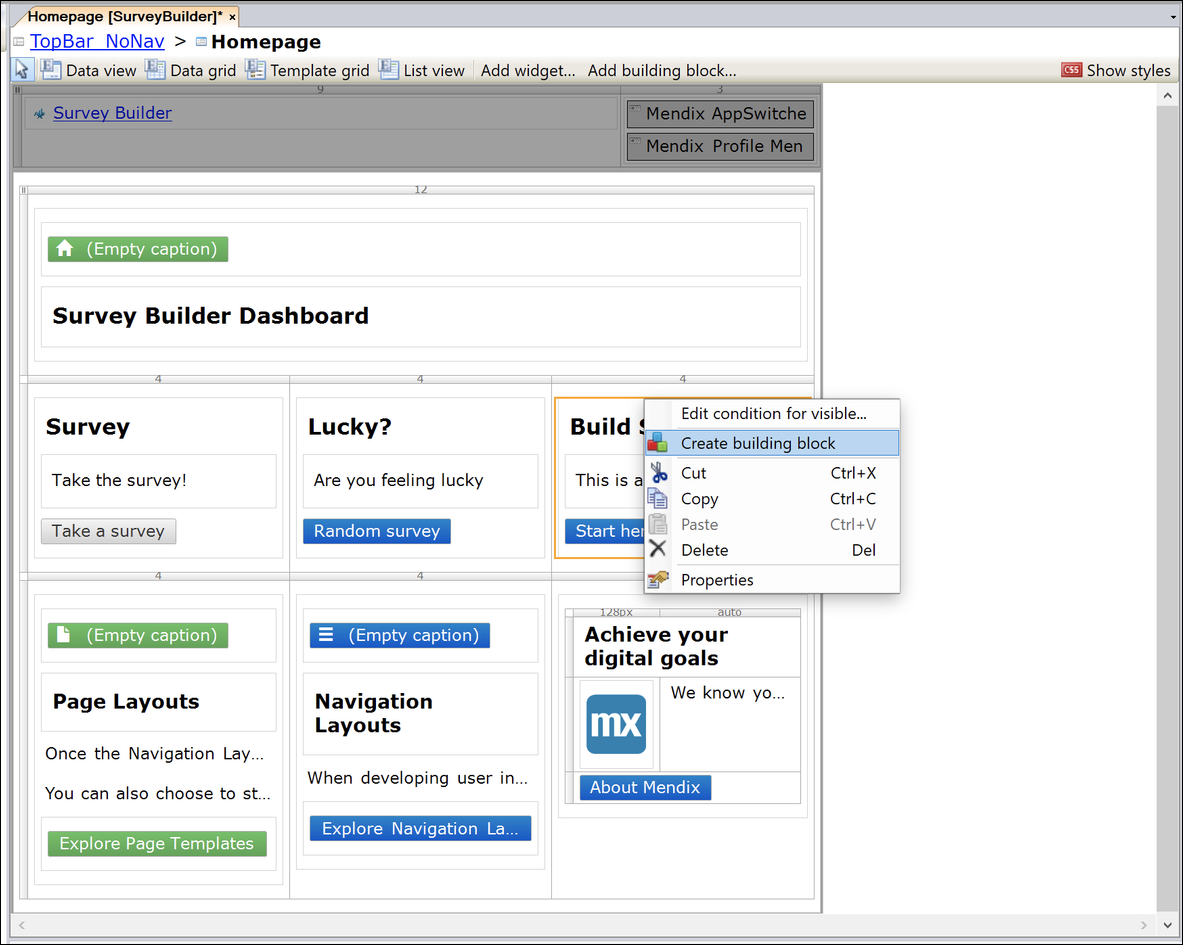 Homepage [SurveyBuilder]* ×
TopBar_NoNav > Homepage
Data view Data grid Template grid List view Add widget... Add building block... CSS Show styles
9 3
Survey Builder
Mendix AppSwitche
Mendix Profile Men
12
(Empty caption)
Survey Builder Dashboard
4 4 4
Survey
Take the survey!
Take a survey
Lucky?
Are you feeling lucky
Random survey
Build
This is a
Start her
Edit condition for visible...
Create building block
Cut Ctrl+X
Copy Ctrl+C
Paste Ctrl+V
Delete Del
Properties
4 4
(Empty caption)
Page Layouts
Once the Navigation Lay...
You can also choose to st...
Explore Page Templates
(Empty caption)
Navigation
Layouts
When developing user in...
Explore Navigation La...
128px auto
Achieve your
digital goals
mx
We know yo...
About Mendix